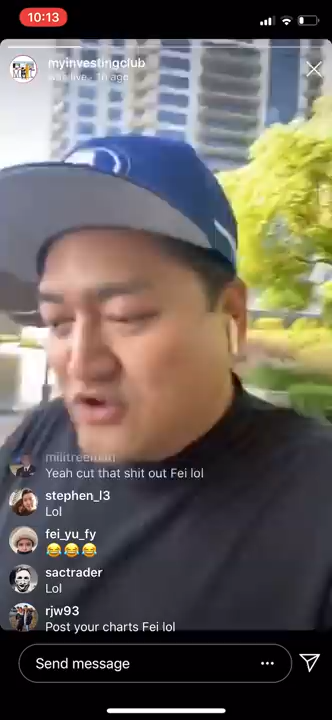 10:13
myinvestingclub
was live · 1h ago
militreeman
Yeah cut that shit out Fei lol
stephen_l3
Lol
fei_yu_fy
😂😂😂
sactrader
Lol
rjw93
Post your charts Fei lol
Send message